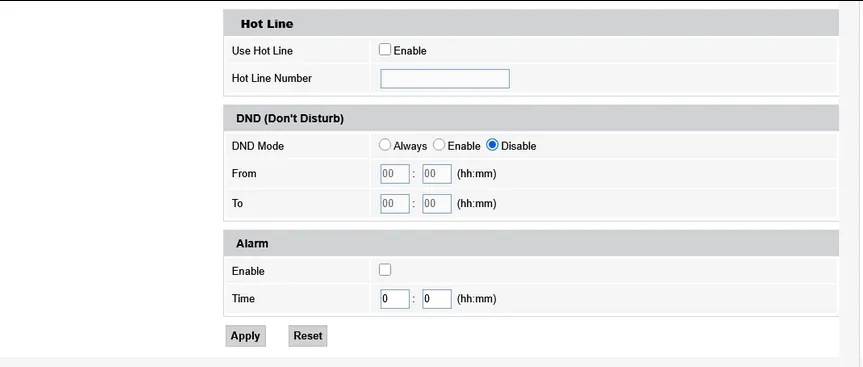 Hot Line
Use Hot Line Enable
Hot Line Number
DND (Don't Disturb)
DND Mode Always Enable Disable
From 00 : 00 (hh:mm)
To 00 : 00 (hh:mm)
Alarm
Enable
Time 0 : 0 (hh:mm)
Apply Reset